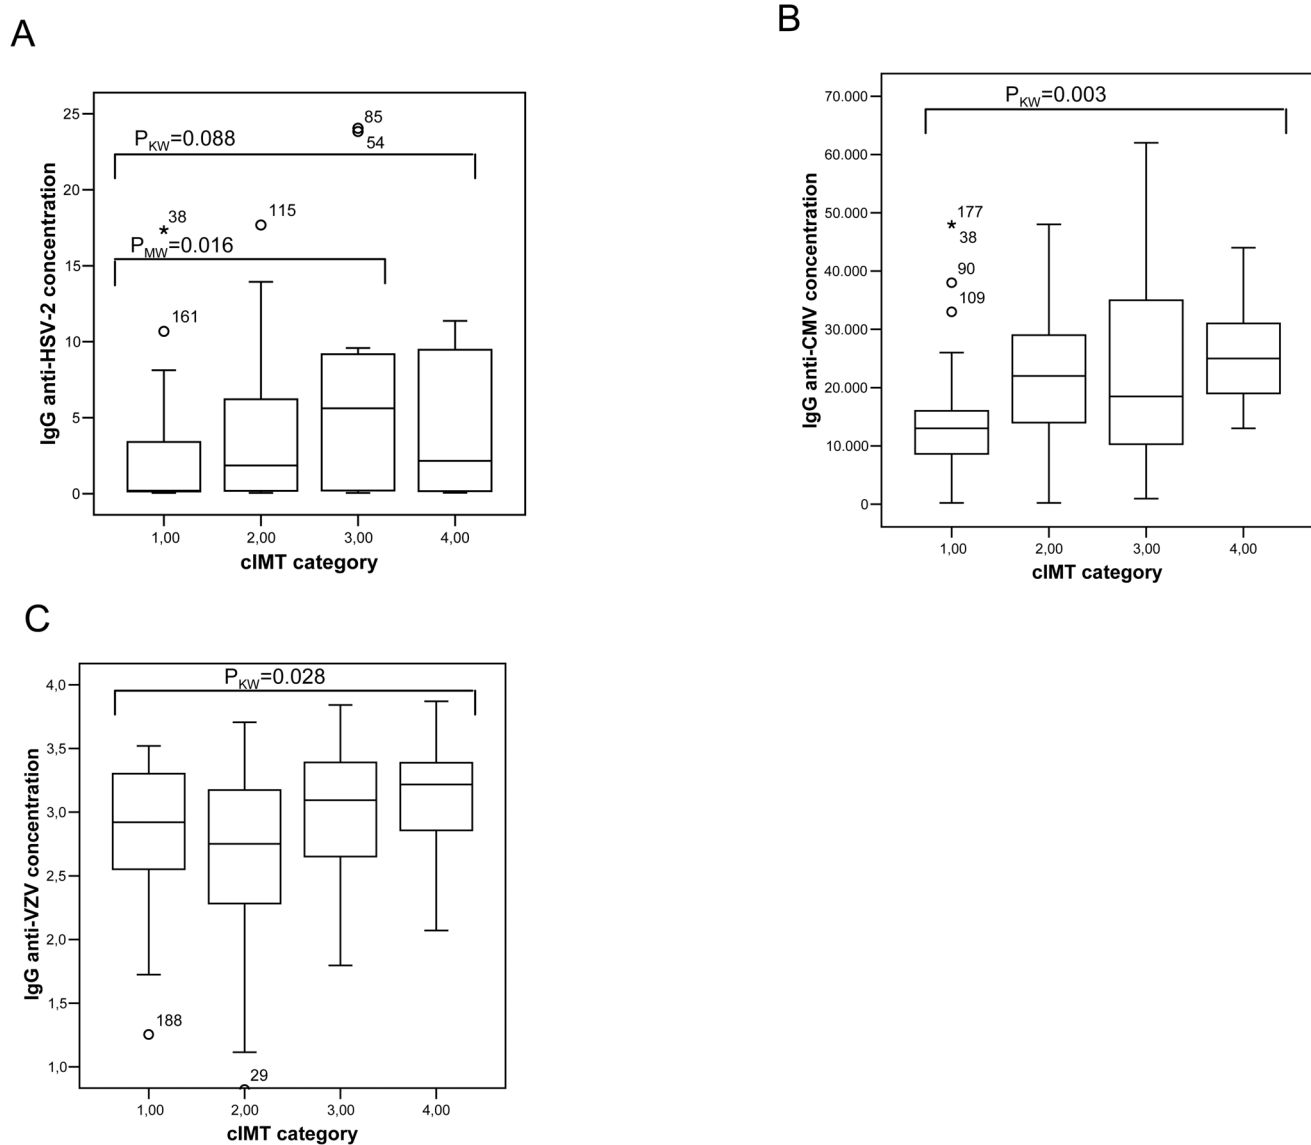 A
IgG anti-HSV-2 concentration
25
20
15
10
5
0
PKW=0.088
PMW=0.016
85
54
38
115
161
1,00 2,00 3,00 4,00
cIMT category
B
IgG anti-CMV concentration
70.000
60.000
50.000
40.000
30.000
20.000
10.000
0
PKW=0.003
177
38
90
109
1,00 2,00 3,00 4,00
cIMT category
C
IgG anti-VZV concentration
4,0
3,5
3,0
2,5
2,0
1,5
1,0
PKW=0.028
188
29
1,00 2,00 3,00 4,00
cIMT category